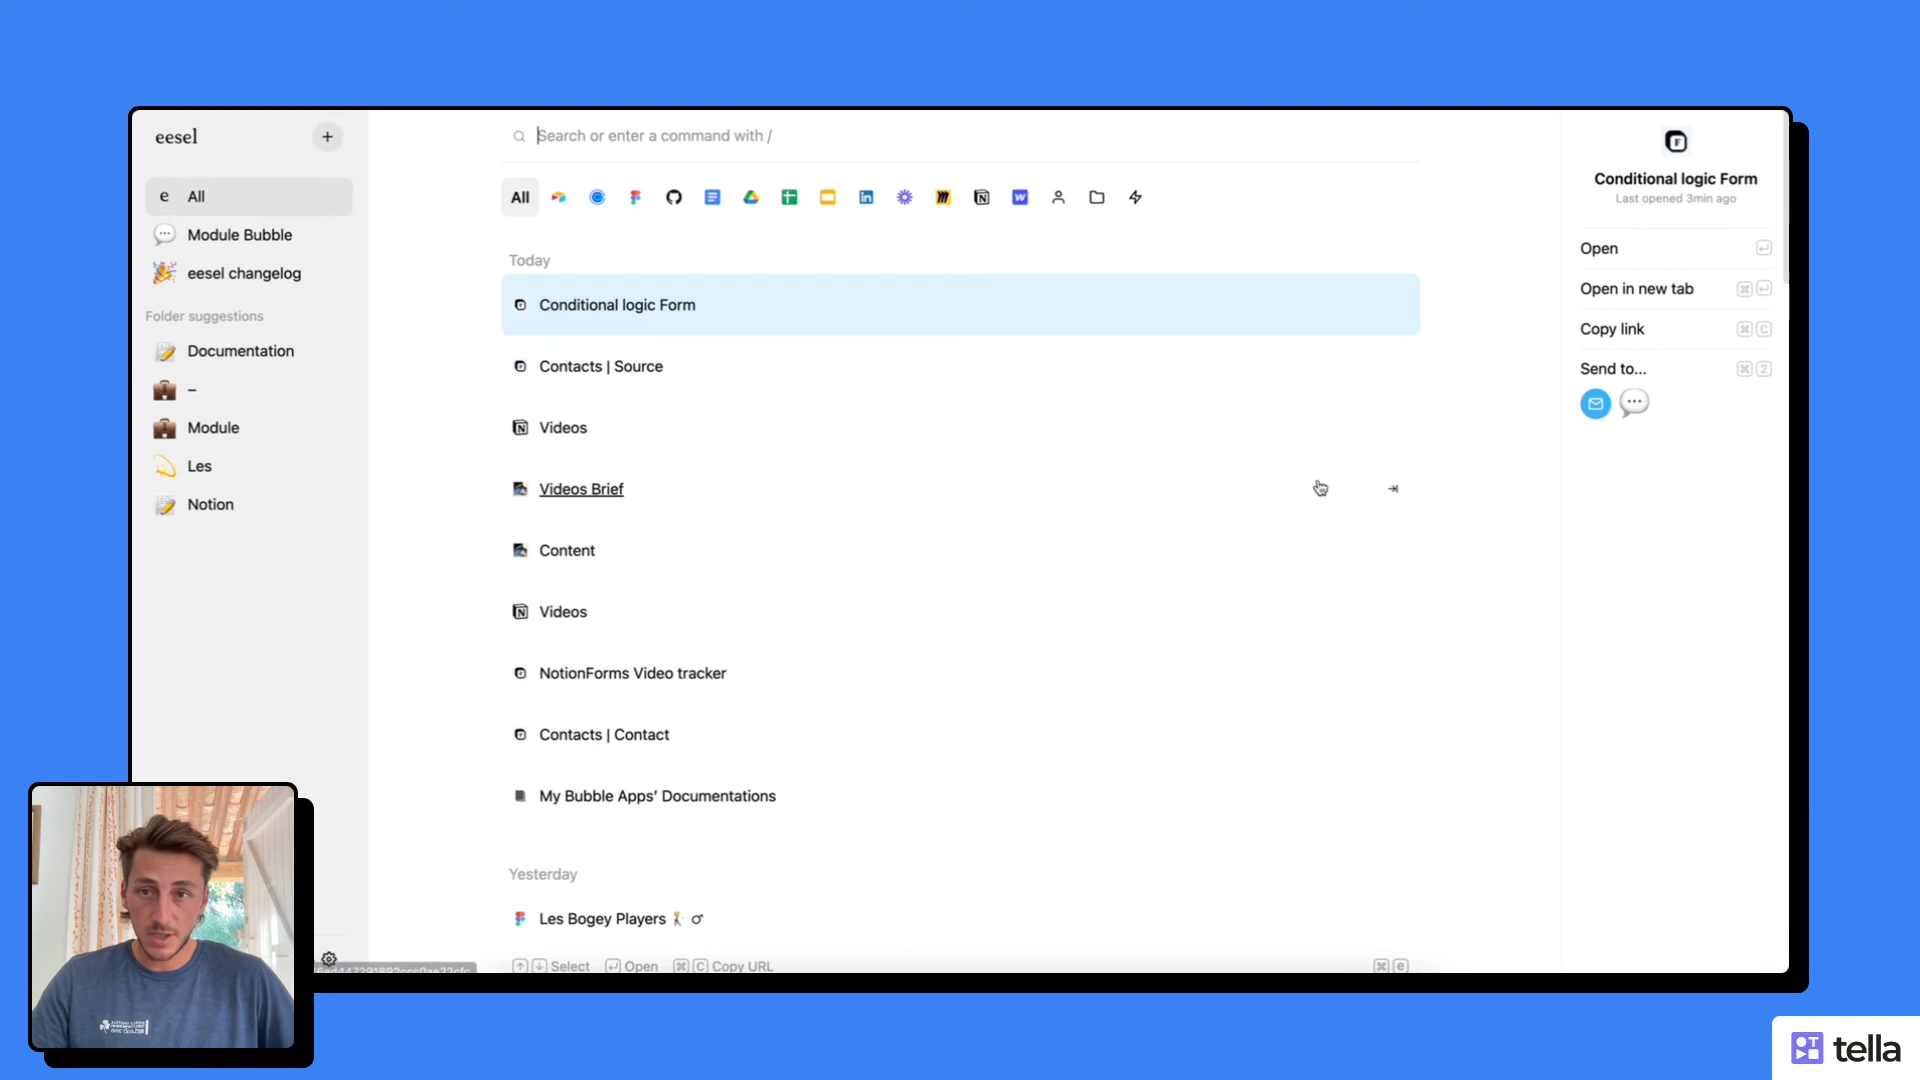 eesel
+
Search or enter a command with /
e All
Module Bubble
eesel changelog
Folder suggestions
Documentation
–
Module
Les
Notion
All
Today
Conditional logic Form
Contacts | Source
Videos
Videos Brief
Content
Videos
NotionForms Video tracker
Contacts | Contact
My Bubble Apps’ Documentations
Yesterday
Les Bogey Players
Select Open ⌘ C Copy URL ⌘ e
Conditional logic Form
Last opened 3min ago
Open
Open in new tab ⌘
Copy link ⌘ C
Send to... ⌘ 2
tella